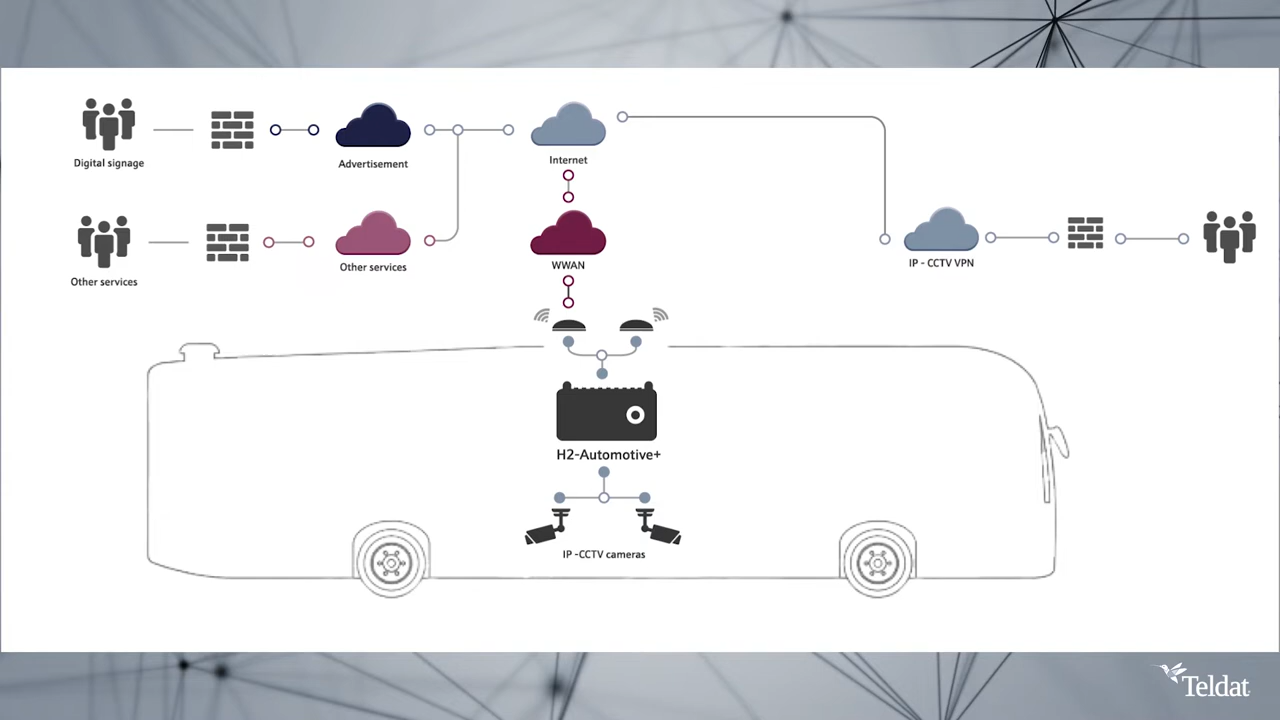 Digital signage
Advertisement
Internet
Other services
Other services
WWAN
IP - CCTV VPN
H2-Automotive+
IP -CCTV cameras
Teldat